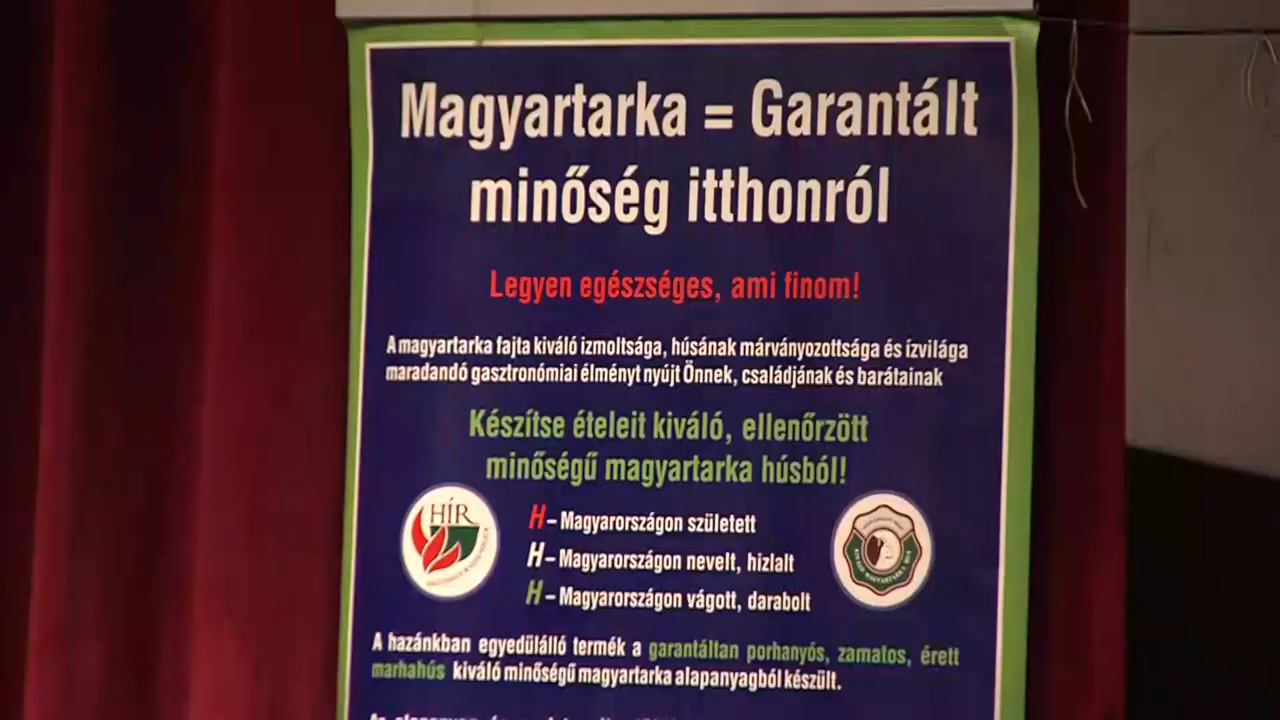 Magyartarka = Garantált
minőség itthonról
Legyen egészséges, ami finom!
A magyartarka fajta kiváló izmoltsága, húsának márványozottsága és ízvilága
maradandó gasztronómiai élményt nyújt Önnek, családjának és barátainak
Készítse ételeit kiváló, ellenőrzött
minőségű magyartarka húsból!
HÍR
H – Magyarországon született
H – Magyarországon nevelt, hizlalt
H – Magyarországon vágott, darabolt
A hazánkban egyedülálló termék a garantáltan porhanyós, zamatos, érett
marhahús kiváló minőségű magyartarka alapanyagból készült.